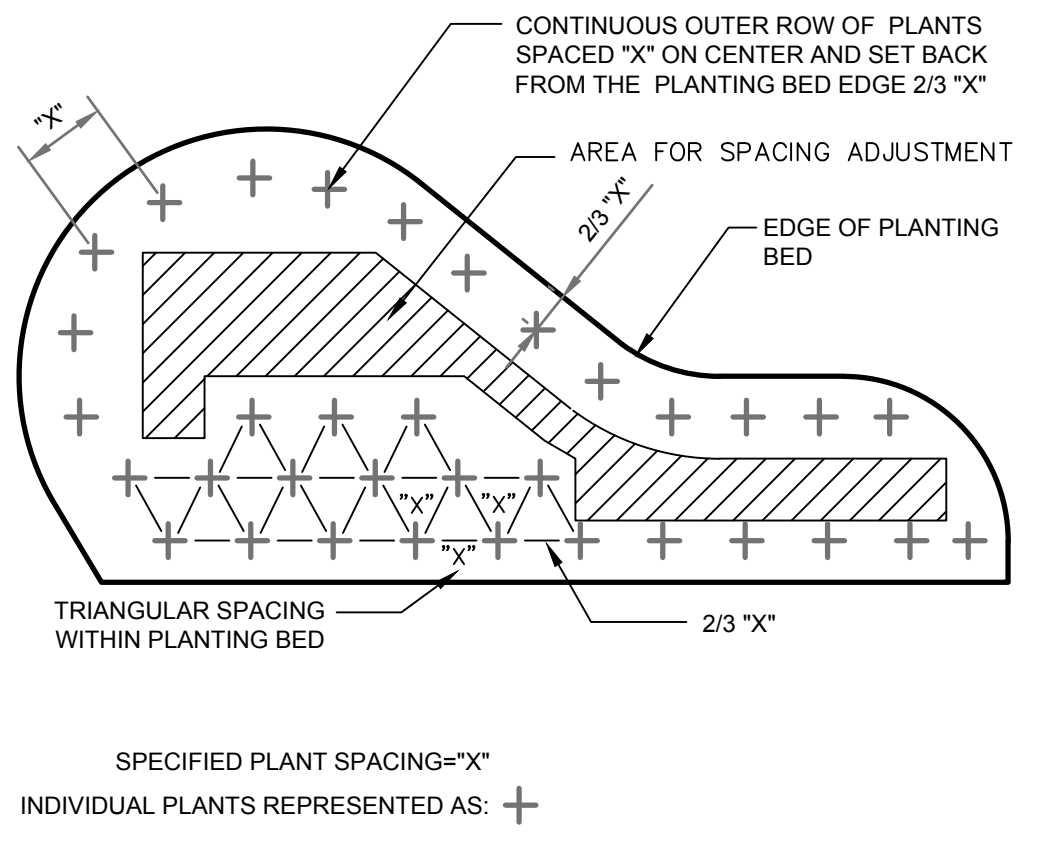 CONTINUOUS OUTER ROW OF PLANTS
SPACED "X" ON CENTER AND SET BACK
FROM THE PLANTING BED EDGE 2/3 "X"
"X"
AREA FOR SPACING ADJUSTMENT
2/3 "X"
EDGE OF PLANTING
BED
"X" "X"
"X"
TRIANGULAR SPACING
WITHIN PLANTING BED
2/3 "X"
SPECIFIED PLANT SPACING="X"
INDIVIDUAL PLANTS REPRESENTED AS: